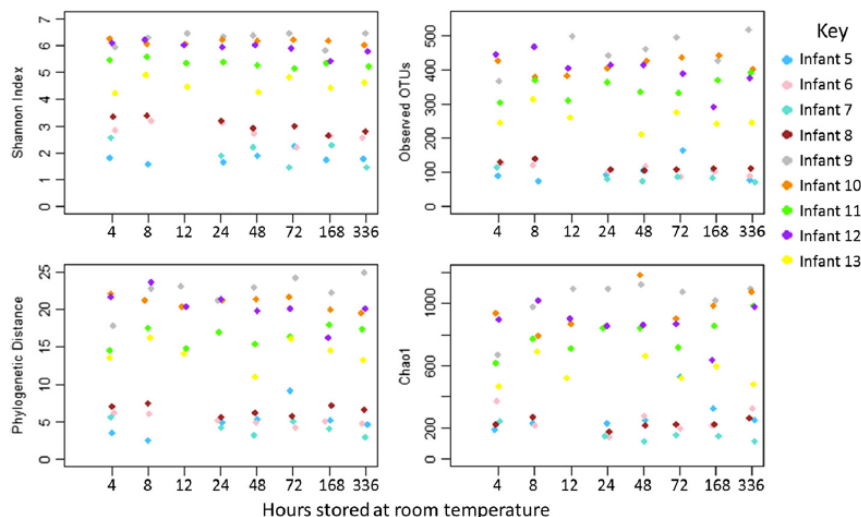 7
6
5
4
3
2
1
0
Shannon Index
4 8 12 24 48 72 168 336
500
400
300
200
100
0
Observed OTUs
4 8 12 24 48 72 168 336
Key
Infant 5
Infant 6
Infant 7
Infant 8
Infant 9
Infant 10
Infant 11
Infant 12
Infant 13
25
20
15
10
5
0
Phylogenetic Distance
4 8 12 24 48 72 168 336
1000
600
200
0
Chao1
4 8 12 24 48 72 168 336
Hours stored at room temperature